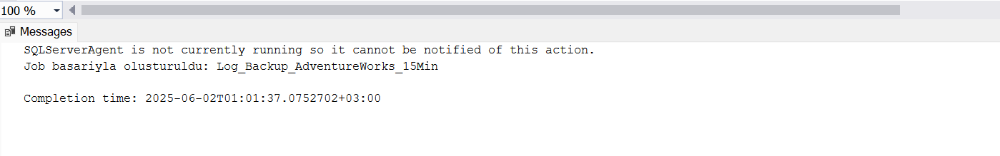 100 %
Messages
SQLServerAgent is not currently running so it cannot be notified of this action.
Job basariyla olusturuldu: Log_Backup_AdventureWorks_15Min
Completion time: 2025-06-02T01:01:37.0752702+03:00